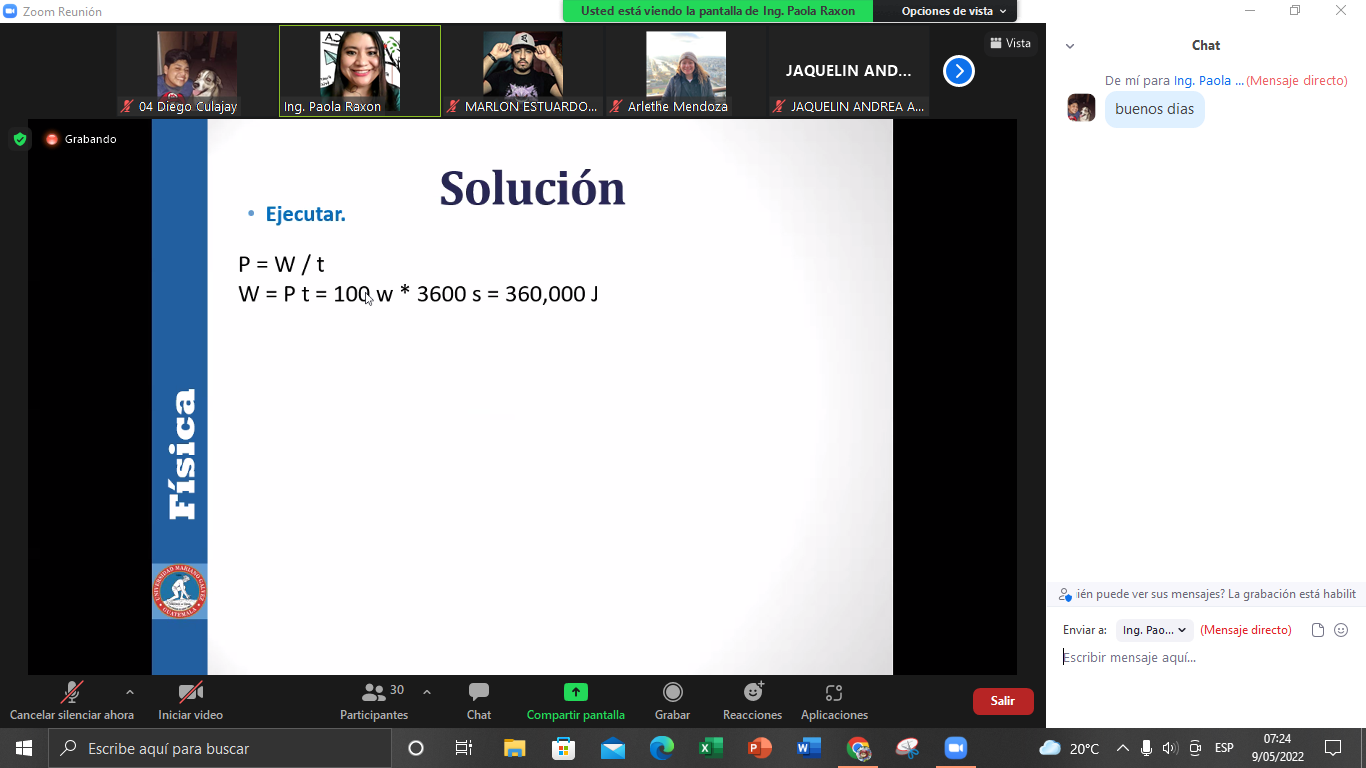 Zoom Reunión
Usted está viendo la pantalla de Ing. Paola Raxon
Opciones de vista
04 Diego Culajay
Ing. Paola Raxon
MARLON ESTUARDO...
Arlethe Mendoza
JAQUELIN AND...
JAQUELIN ANDREA A...
Vista
Grabando
Solución
• Ejecutar.
P = W / t
W = P t = 100 w * 3600 s = 360,000 J
Física
UNIVERSIDAD MARIANO GALVEZ
GUATEMALA
Chat
De mí para Ing. Paola ... (Mensaje directo)
buenos dias
ién puede ver sus mensajes? La grabación está habilit
Enviar a: Ing. Pao... (Mensaje directo)
Escribir mensaje aquí...
Cancelar silenciar ahora
Iniciar video
30
Participantes
Chat
Compartir pantalla
Grabar
Reacciones
Aplicaciones
Salir
Escribe aquí para buscar
20°C
ESP
07:24
9/05/2022